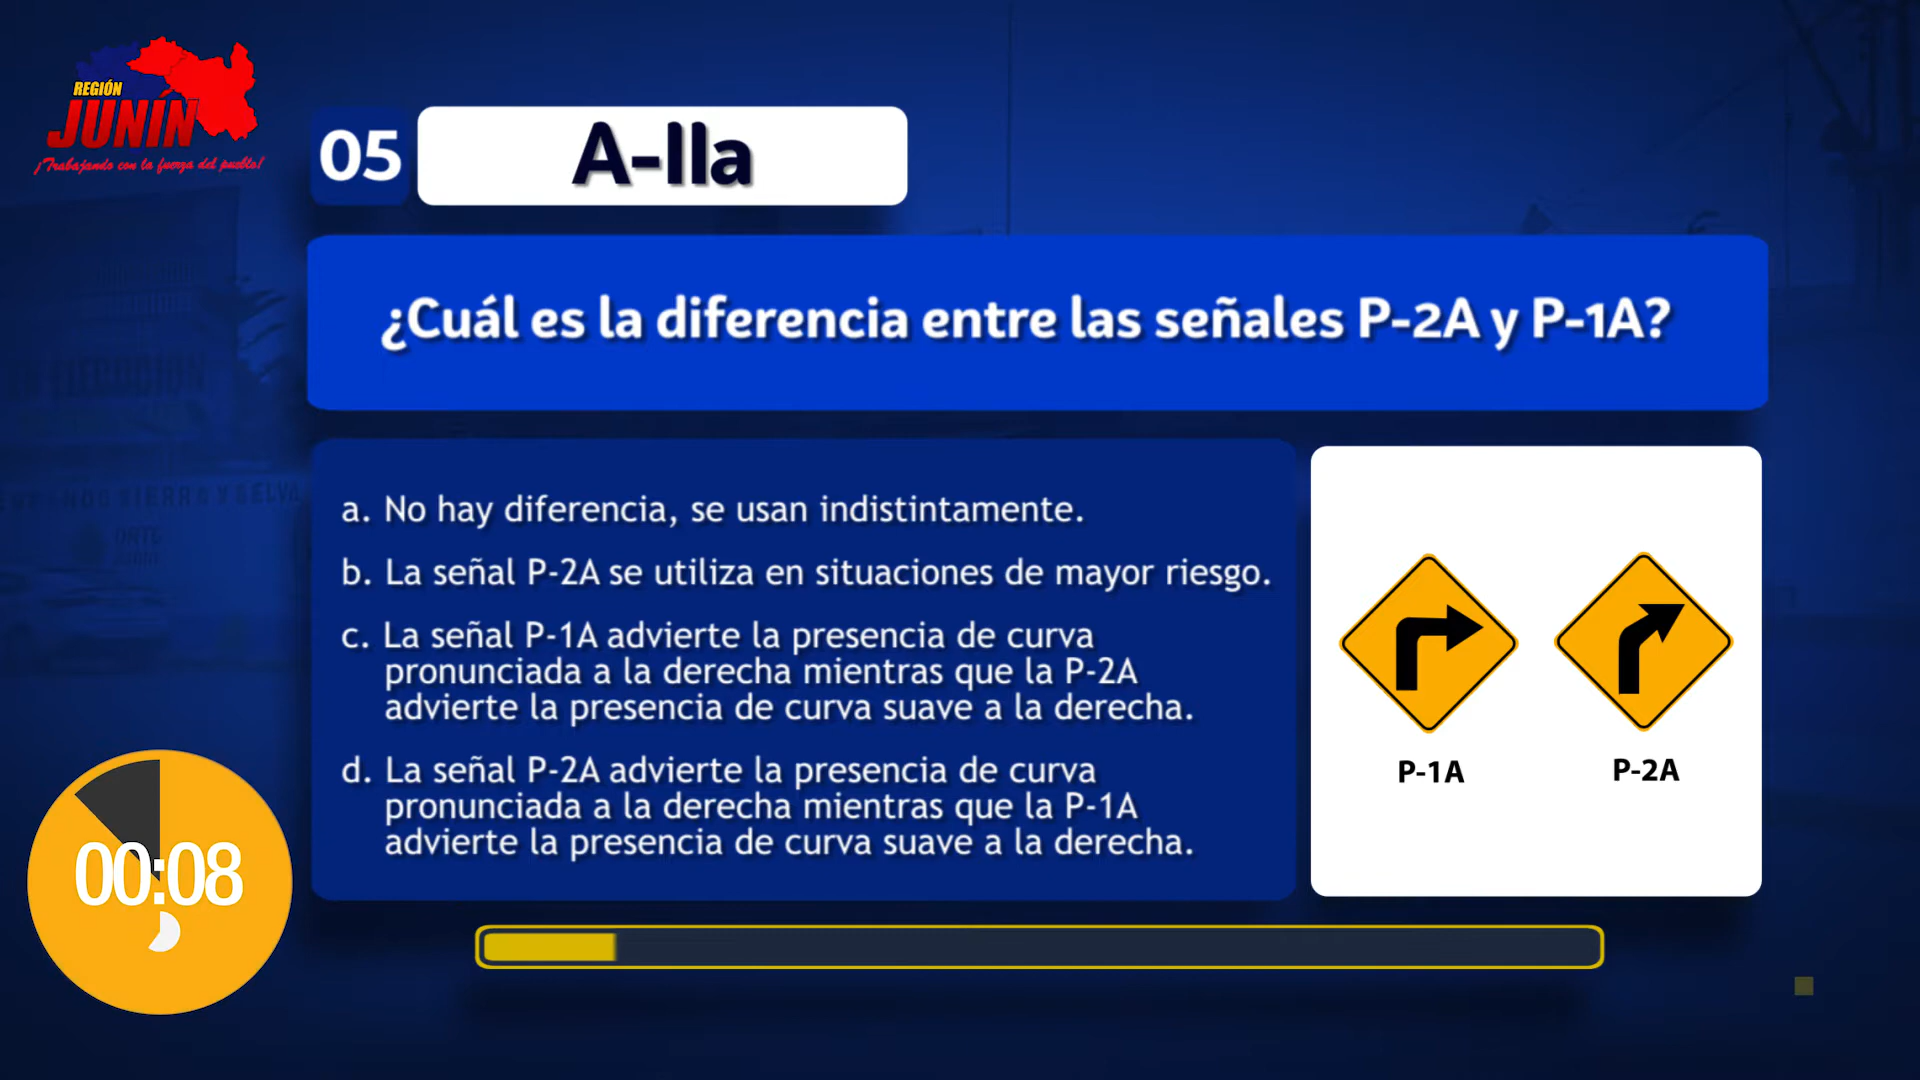 REGIÓN
JUNIN
¡Trabajando con la fuerza del pueblo!
05
A-IIa
¿Cuál es la diferencia entre las señales P-2A y P-1A?
a. No hay diferencia, se usan indistintamente.
b. La señal P-2A se utiliza en situaciones de mayor riesgo.
c. La señal P-1A advierte la presencia de curva
pronunciada a la derecha mientras que la P-2A
advierte la presencia de curva suave a la derecha.
d. La señal P-2A advierte la presencia de curva
pronunciada a la derecha mientras que la P-1A
advierte la presencia de curva suave a la derecha.
P-1A
P-2A
00:08